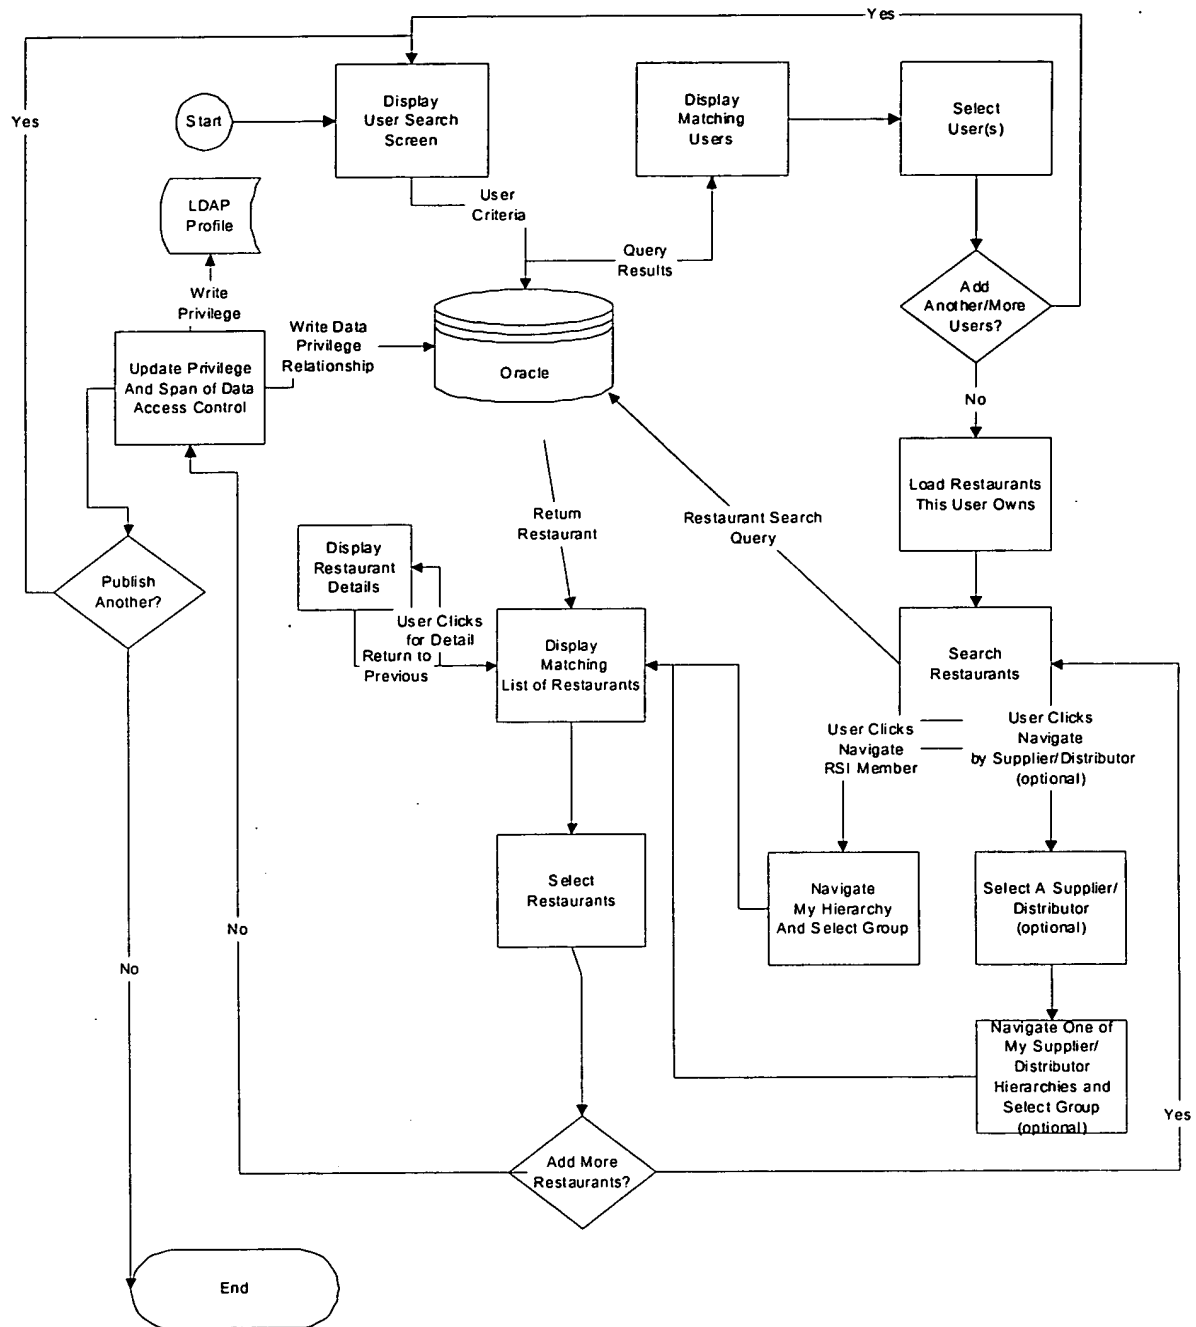 Yes
Yes
Start
Display
User Search
Screen
Display
Matching
Users
Select
User(s)
LDAP
Profile
User
Criteria
Query
Results
Write
Privilege
Write Data
Privilege
Relationship
Add
Another/More
Users?
Update Privilege
And Span of Data
Access Control
Oracle
No
Load Restaurants
This User Owns
Return
Restaurant
Restaurant Search
Query
Display
Restaurant
Details
Publish
Another?
User Clicks
for Detail
Return to
Previous
Display
Matching
List of Restaurants
Search
Restaurants
User Clicks
Navigate
RSI Member
User Clicks
Navigate
by Supplier/Distributor
(optional)
Select
Restaurants
Navigate
My Hierarchy
And Select Group
Select A Supplier/
Distributor
(optional)
No
No
Navigate One of
My Supplier/
Distributor
Hierarchies and
Select Group
(optional)
Yes
Add More
Restaurants?
End